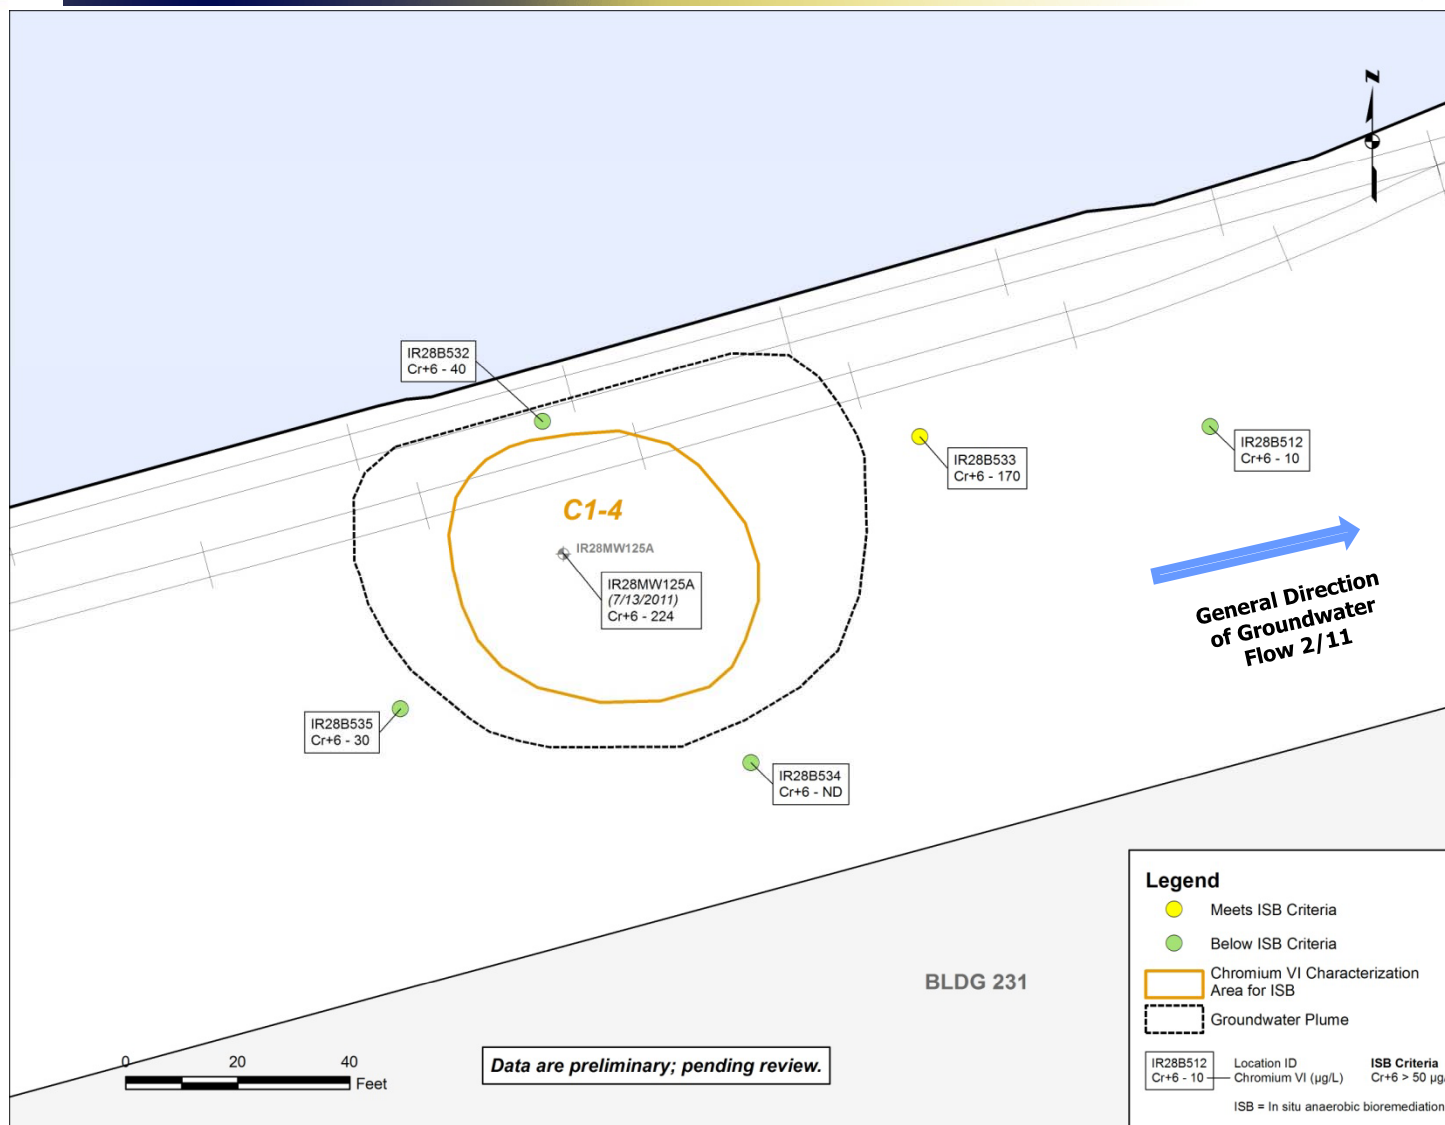 N
IR28B532
Cr+6 - 40
IR28B533
Cr+6 - 170
IR28B512
Cr+6 - 10
C1-4
IR28MW125A
IR28MW125A
(7/13/2011)
Cr+6 - 224
General Direction
of Groundwater
Flow 2/11
IR28B535
Cr+6 - 30
IR28B534
Cr+6 - ND
BLDG 231
0 20 40
Feet
Data are preliminary; pending review.
Legend
Meets ISB Criteria
Below ISB Criteria
Chromium VI Characterization
Area for ISB
Groundwater Plume
IR28B512 Location ID ISB Criteria
Cr+6 - 10 Chromium VI (µg/L) Cr+6 > 50 µg/
ISB = In situ anaerobic bioremediation